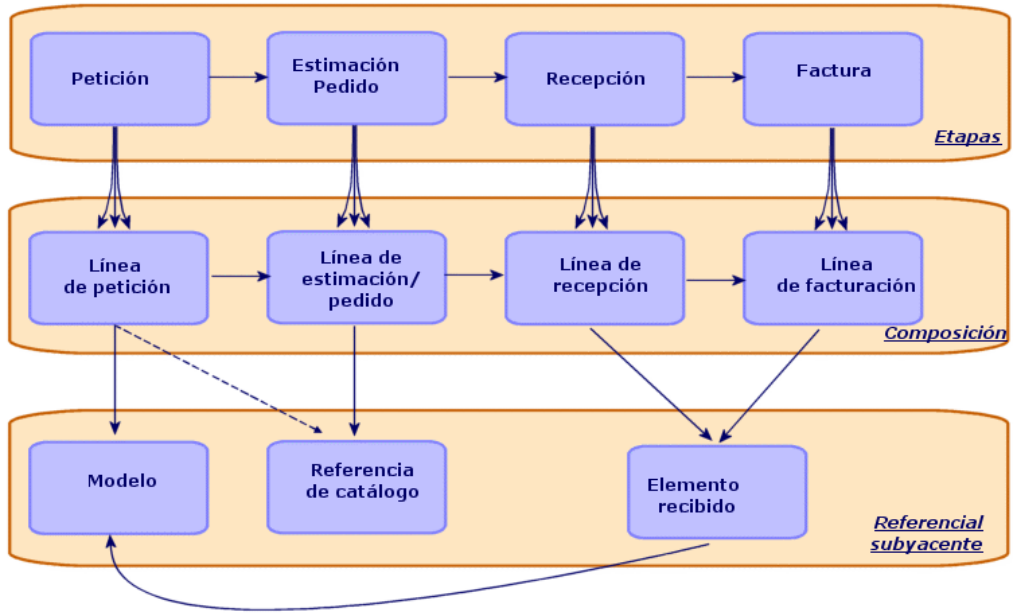 Petición
Estimación
Pedido
Recepción
Factura
Etapas
Línea
de petición
Línea de
estimación/
pedido
Línea de
recepción
Línea
de facturación
Composición
Modelo
Referencia
de catálogo
Elemento
recibido
Referencial
subyacente